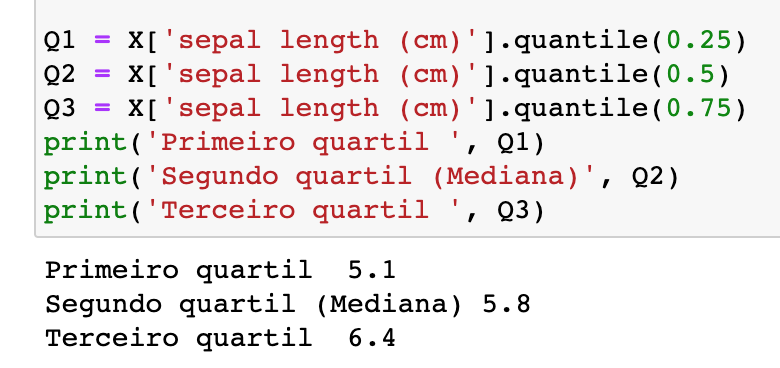 Q1 = X['sepal length (cm)'].quantile(0.25)
Q2 = X['sepal length (cm)'].quantile(0.5)
Q3 = X['sepal length (cm)'].quantile(0.75)
print('Primeiro quartil ', Q1)
print('Segundo quartil (Mediana)', Q2)
print('Terceiro quartil ', Q3)
Primeiro quartil  5.1
Segundo quartil (Mediana) 5.8
Terceiro quartil  6.4